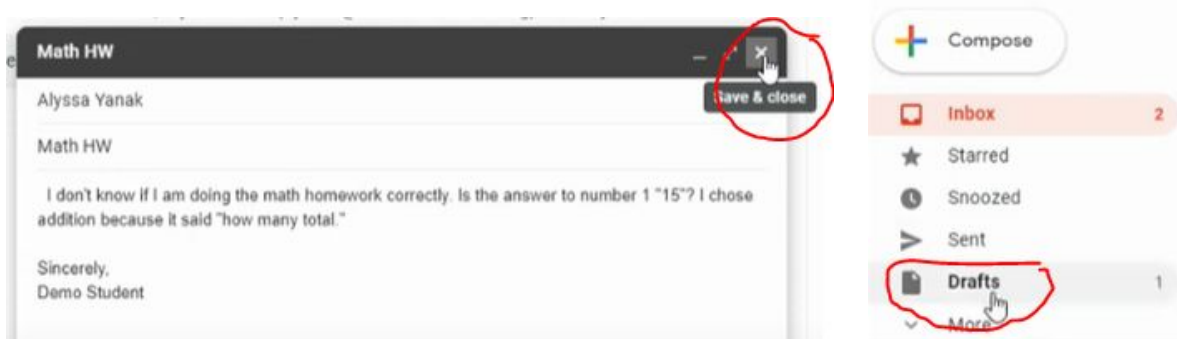 Math HW
Save & close
Alyssa Yanak
Math HW
I don't know if I am doing the math homework correctly. Is the answer to number 1 "15"? I chose
addition because it said "how many total."
Sincerely,
Demo Student
Compose
Inbox 2
Starred
Snoozed
Sent
Drafts 1
More